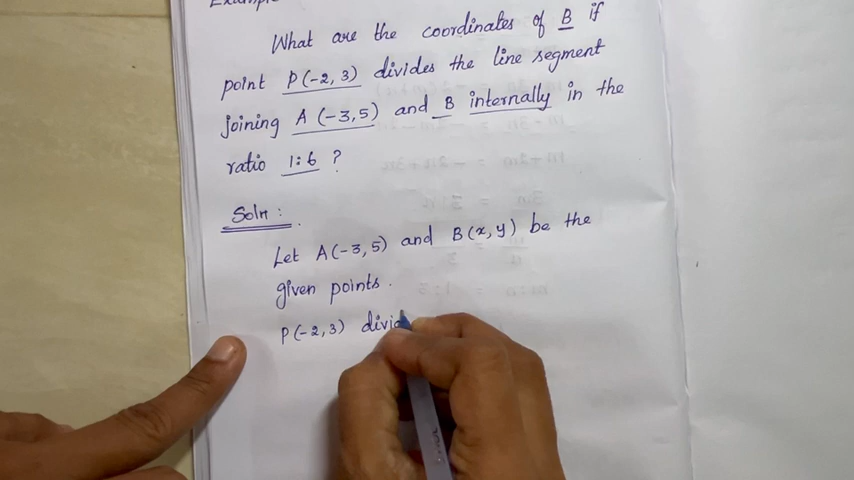 Example
What are the coordinates of B if
point P(-2, 3) divides the line segment
joining A (-3,5) and B internally in the
ratio 1:6 ?
Soln :
Let A(-3,5) and B(x,y) be the
given points.
P(-2,3)